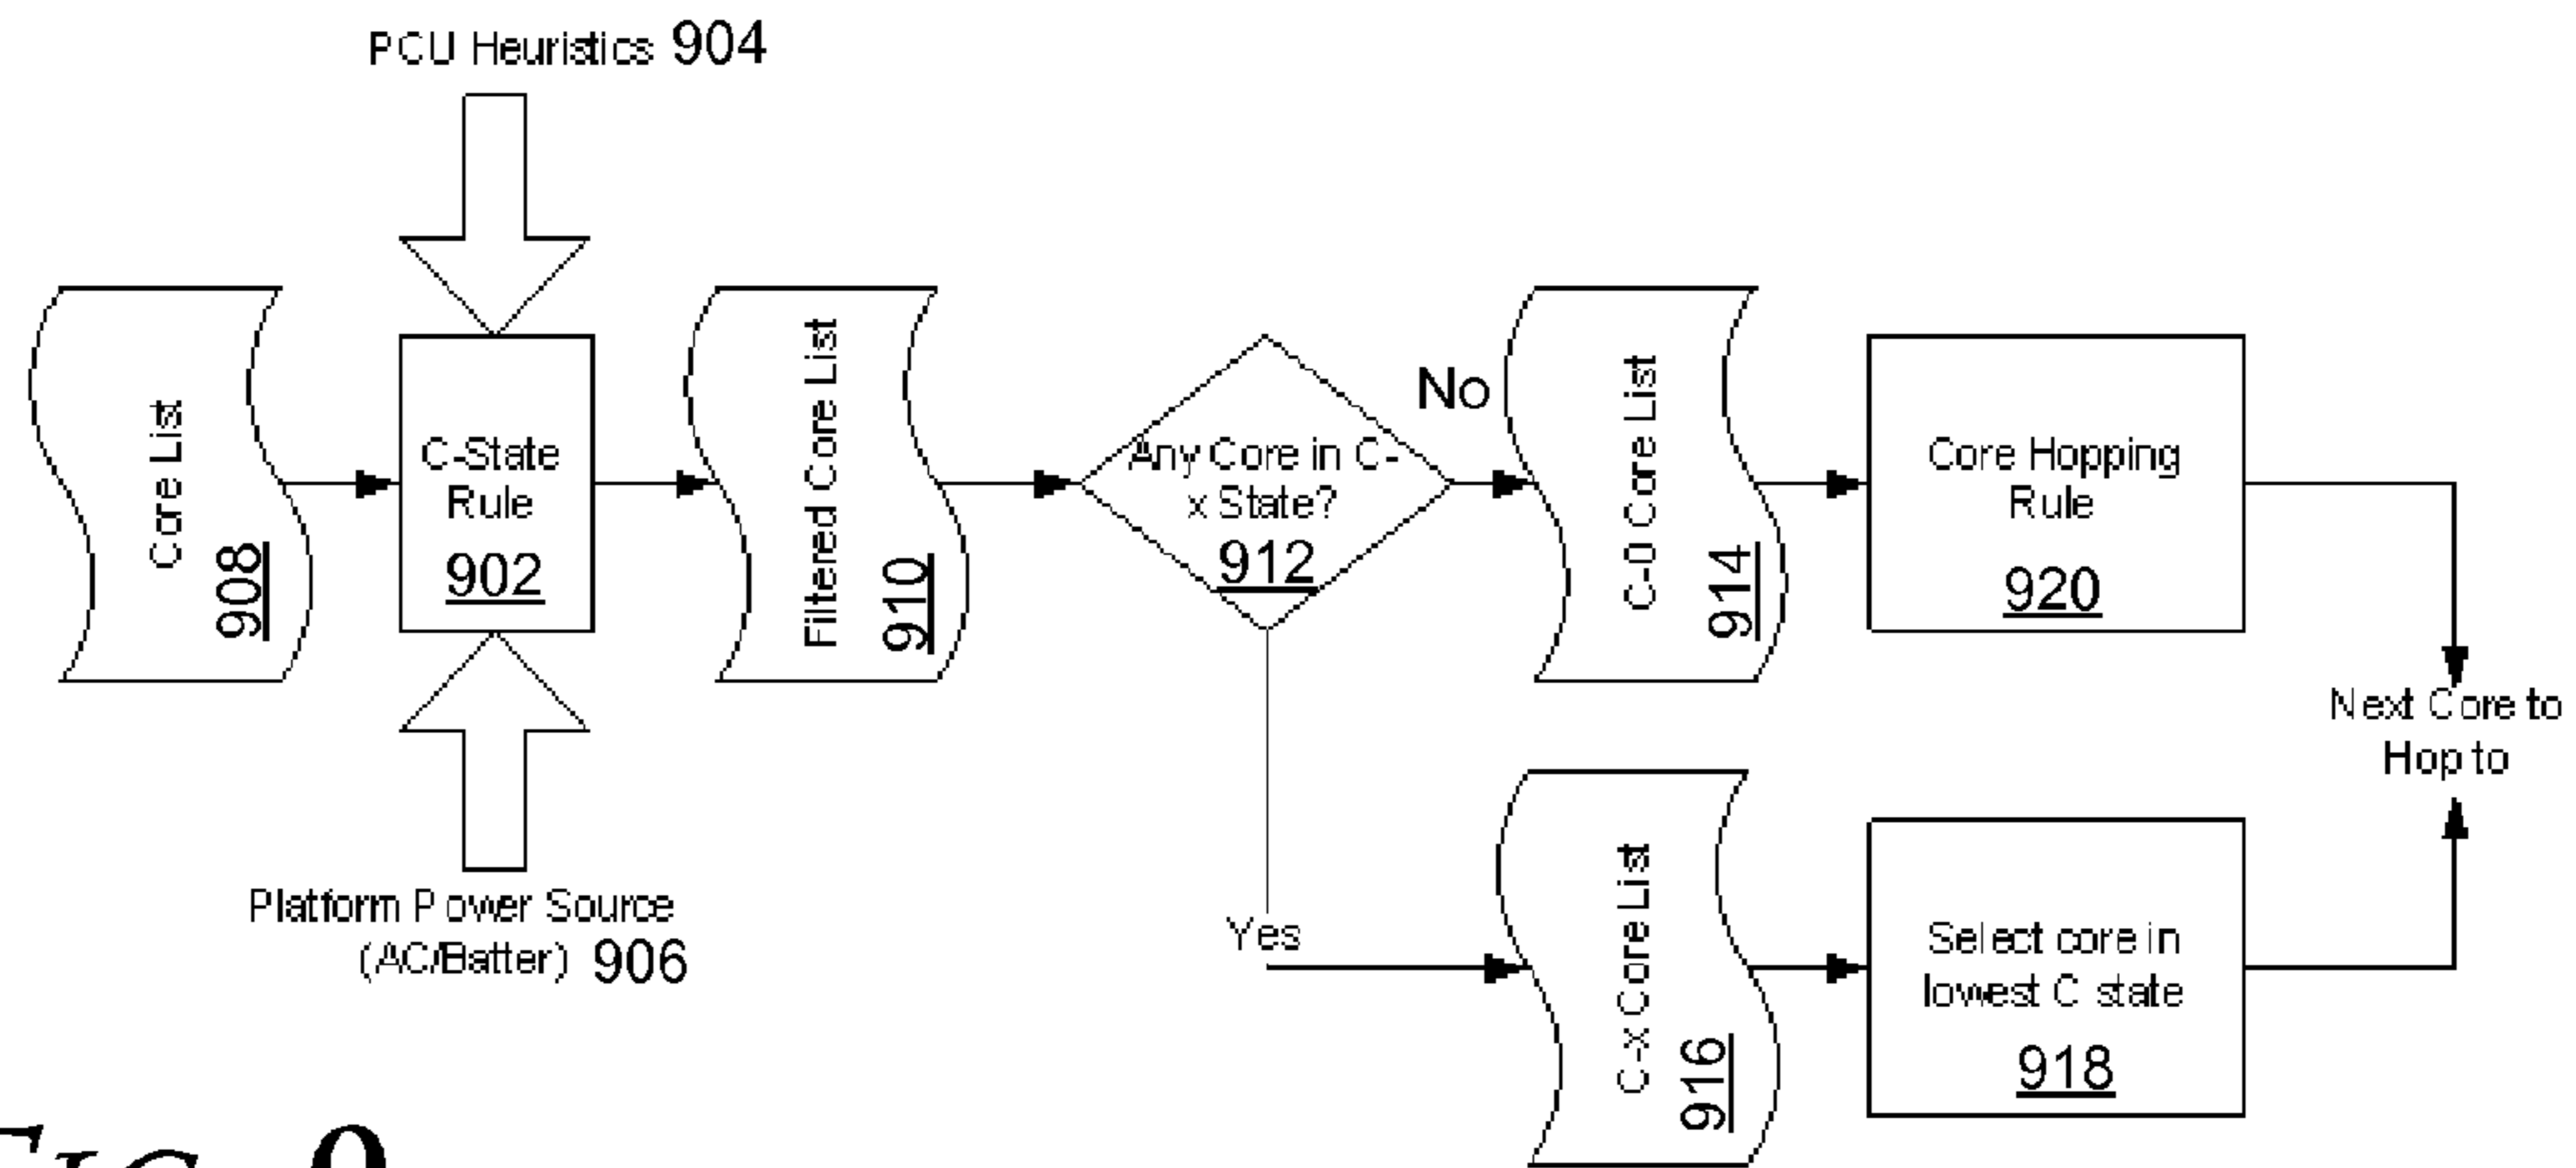 PCU Heuristics 904
Core List
908
C-State
Rule
902
Platform Power Source
(AC/Batter) 906
Filtered Core List
910
Any Core in C-
x State?
912
No
Yes
C-0 Core List
914
Core Hopping
Rule
920
C-x Core List
916
Select core in
lowest C state
918
Next Core to
Hop to
FIG. 9